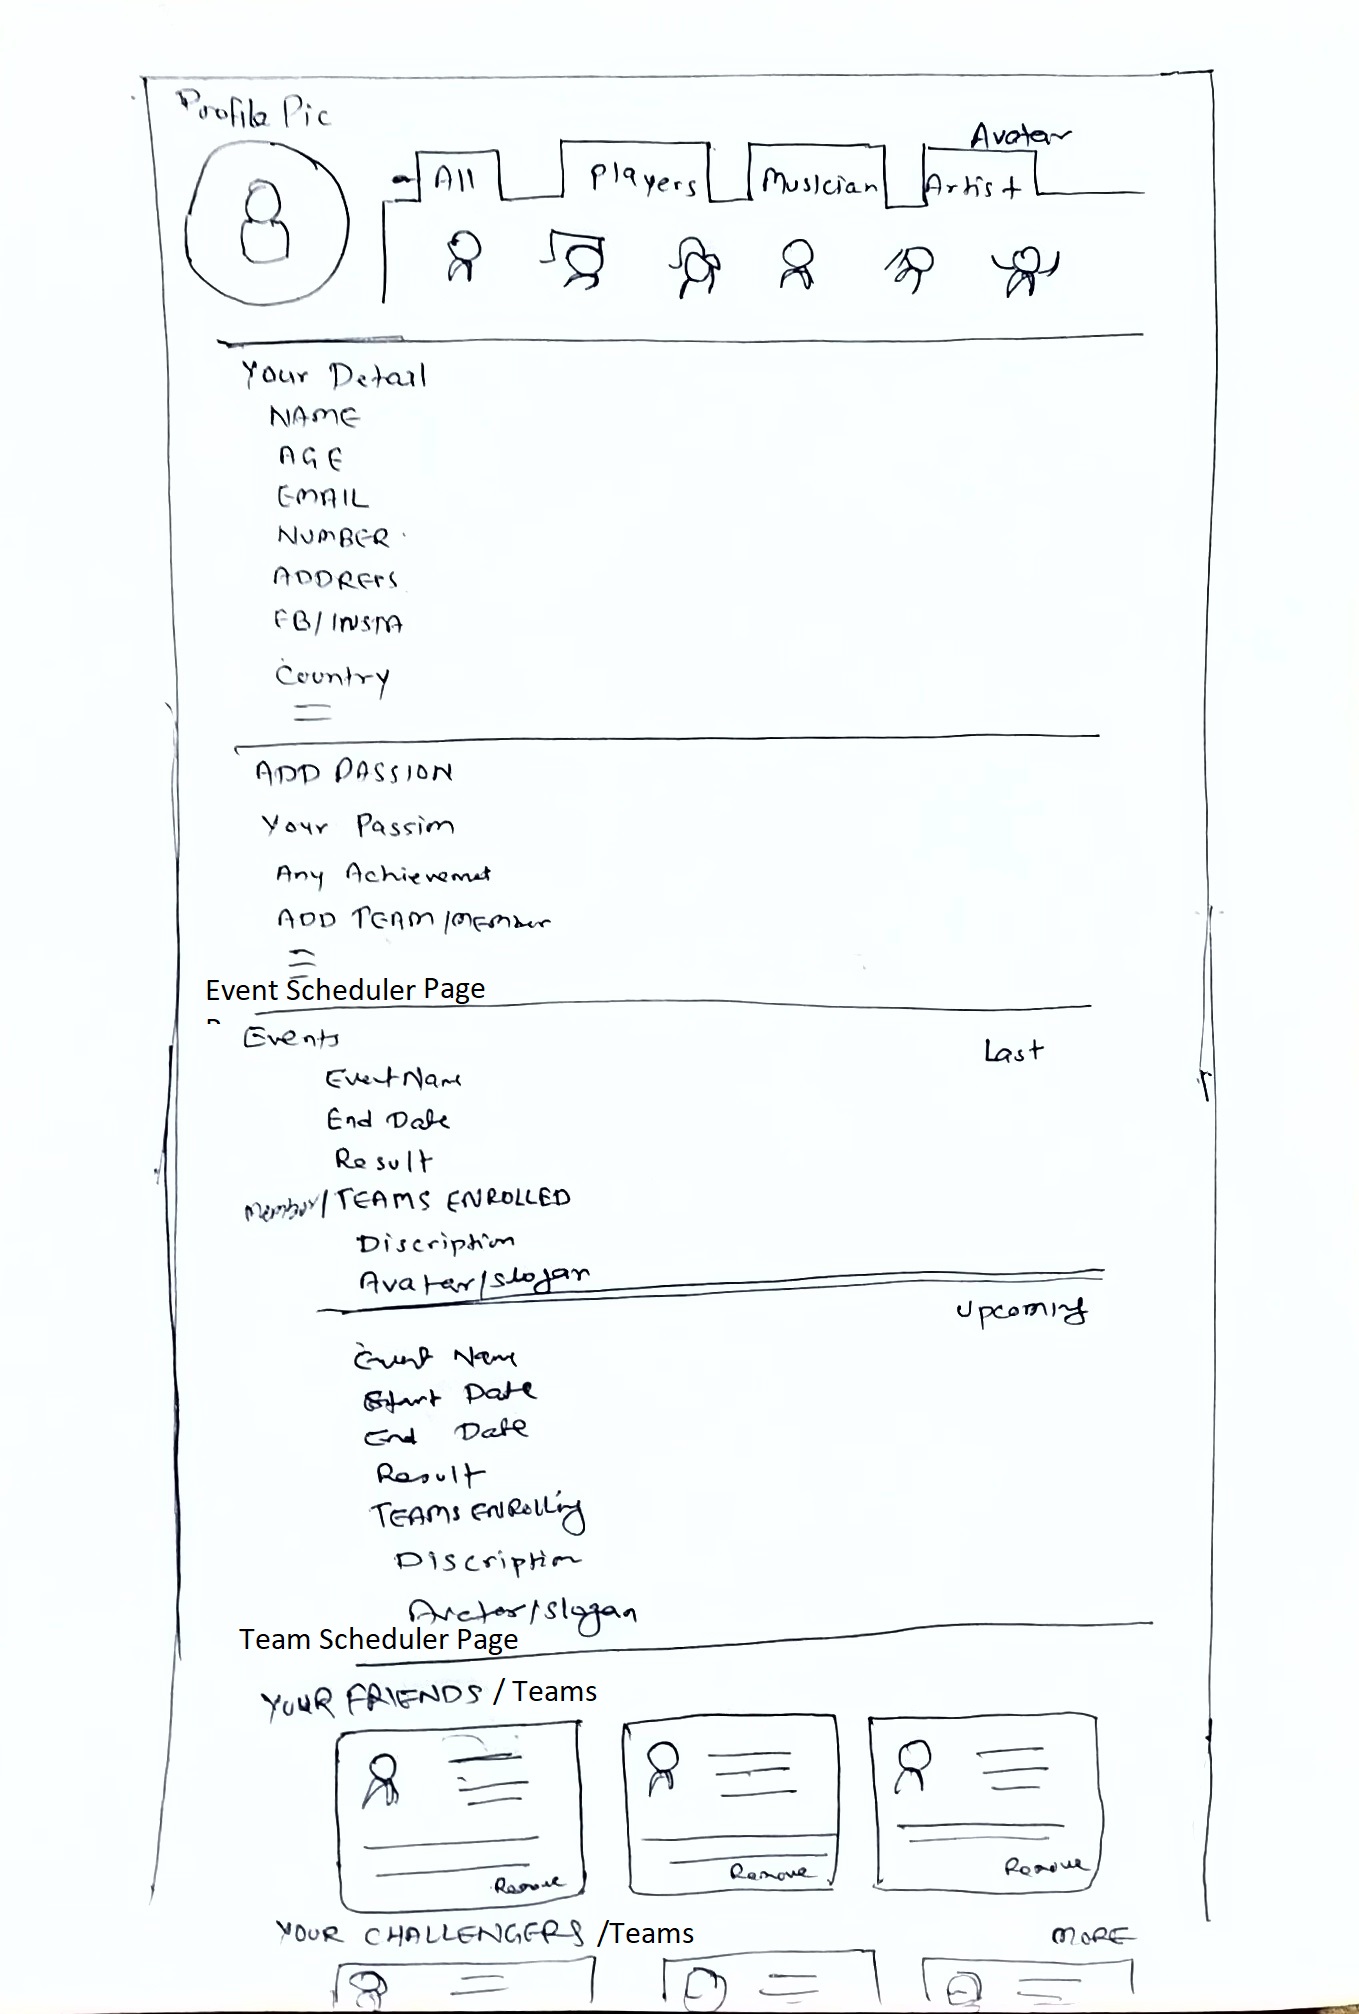 Profile Pic
Avatar
All Players Musician Artist
Your Detail
NAME
AGE
EMAIL
NUMBER
ADDRESS
FB/INSTA
Country
ADD PASSION
Your Passion
Any Achievemet
ADD TEAM/MEMber
Event Scheduler Page
Events
Last
Event Name
End Date
Result
Member/TEAMS ENROLLED
Discription
Avatar/slogan
Upcoming
Event Name
Start Date
End Date
Result
TEAMS ENROLLing
Discription
Avatar/slogan
Team Scheduler Page
YOUR FRIENDS / Teams
Remove Remove Remove
YOUR CHALLENGERS /Teams MORE